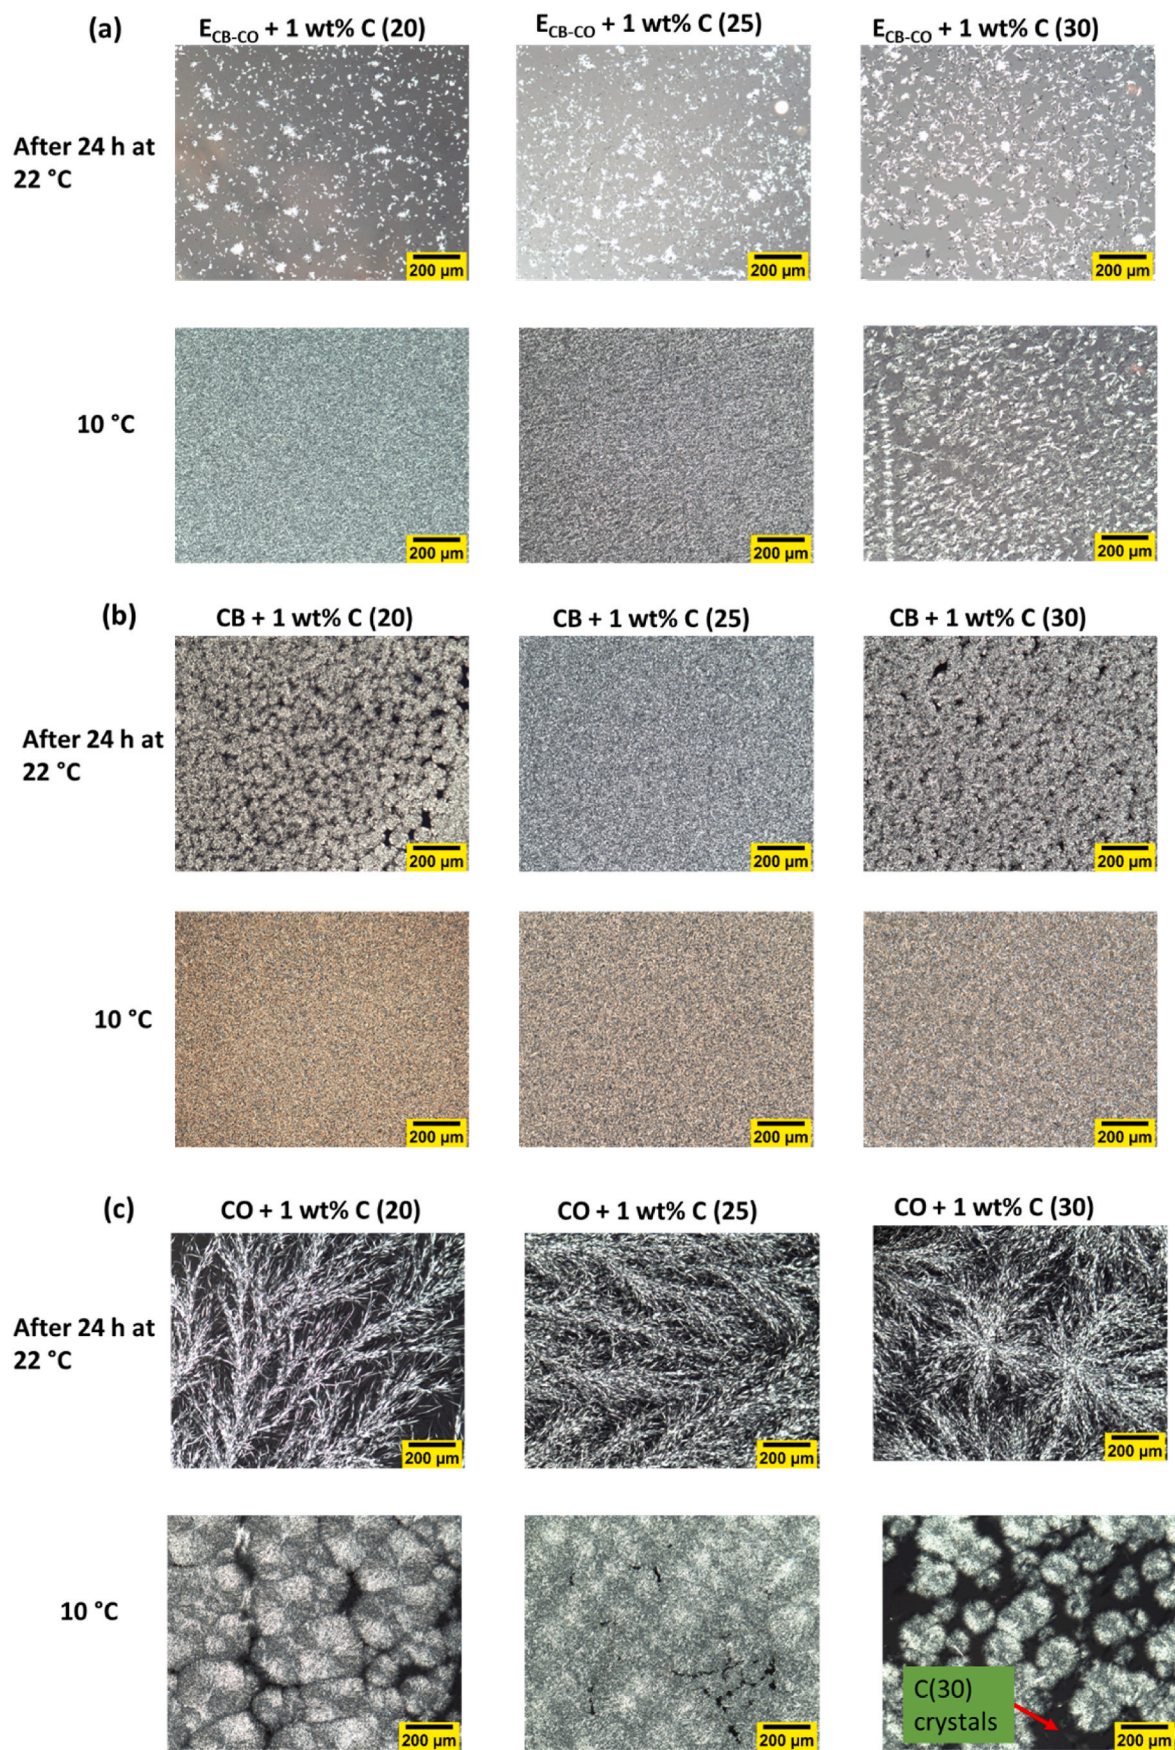 (a)
E_CB-CO + 1 wt% C (20)
E_CB-CO + 1 wt% C (25)
E_CB-CO + 1 wt% C (30)
After 24 h at
22 °C
200 µm
200 µm
200 µm
10 °C
200 µm
200 µm
200 µm
(b)
CB + 1 wt% C (20)
CB + 1 wt% C (25)
CB + 1 wt% C (30)
After 24 h at
22 °C
200 µm
200 µm
200 µm
10 °C
200 µm
200 µm
200 µm
(c)
CO + 1 wt% C (20)
CO + 1 wt% C (25)
CO + 1 wt% C (30)
After 24 h at
22 °C
200 µm
200 µm
200 µm
10 °C
C(30)
crystals
200 µm
200 µm
200 µm